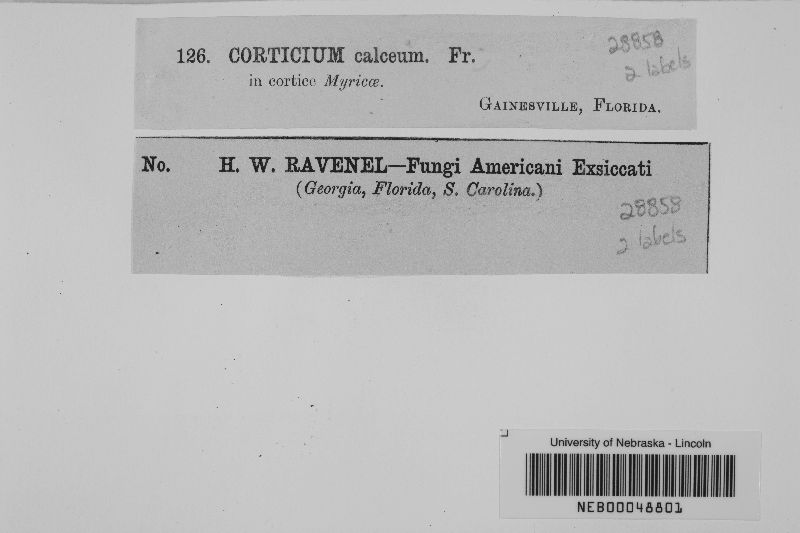 126. CORTICIUM calceum. Fr.
in cortice Myricæ.
GAINESVILLE, FLORIDA.
28858
2 labels
No. H. W. RAVENEL—Fungi Americani Exsiccati
(Georgia, Florida, S. Carolina.)
28858
2 labels
University of Nebraska - Lincoln
NEB00048801